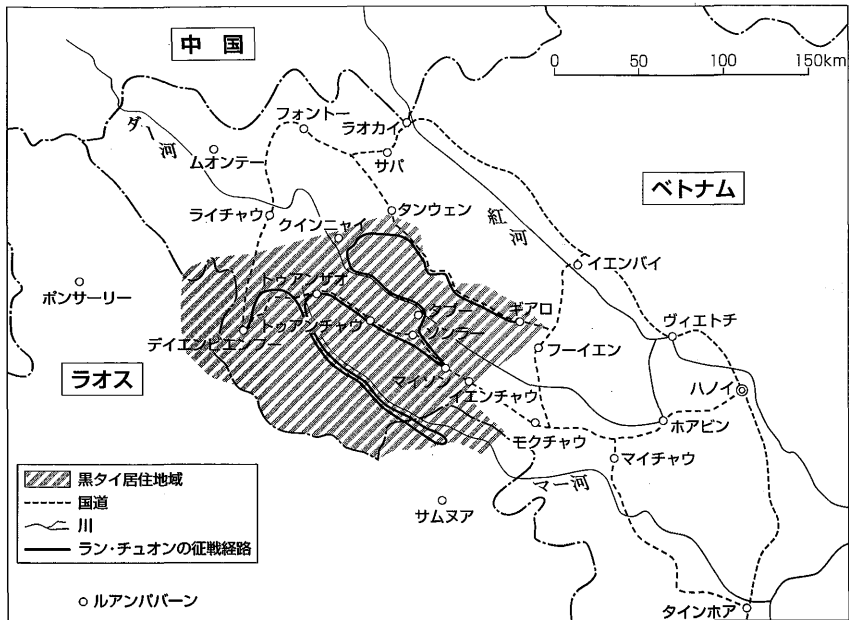 中国
0 50 100 150km
フォントー
ラオカイ
ダー河
ムオンテー
サパ
ベトナム
ライチャウ
タンウェン
クインニャイ
紅河
イエンバイ
ポンサーリー
トゥアンザオ
タブー
ギアロ
トゥアンチャウ
ソンラー
ヴィエトチ
デイエンビエンフー
フーイエン
ラオス
マイソン
イエンチャウ
ハノイ
モクチャウ
ホアビン
マイチャウ
マー河
サムヌア
黒タイ居住地域
国道
川
ラン・チュオンの征戦経路
ルアンパバーン
タインホア